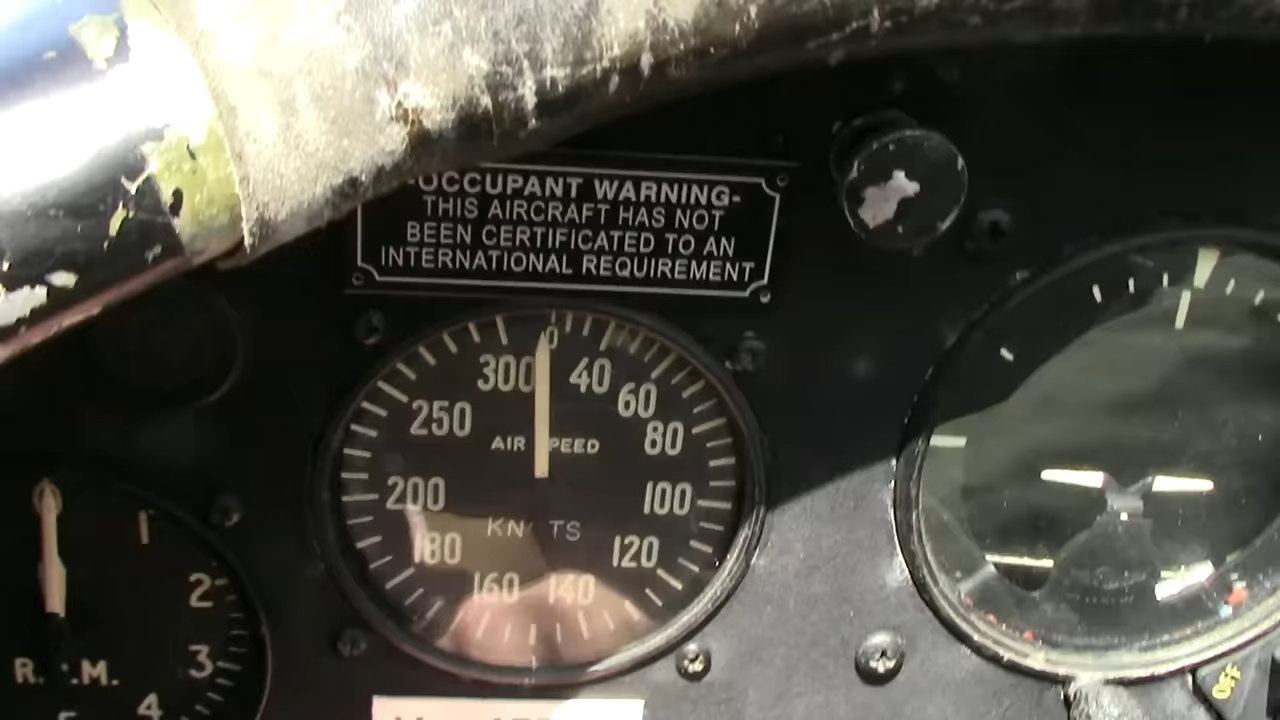 -OCCUPANT WARNING-
THIS AIRCRAFT HAS NOT
BEEN CERTIFICATED TO AN
INTERNATIONAL REQUIREMENT
0
300 40
60
250
80
AIR SPEED
200 100
KNOTS
180 120
160 140
1
2
R.P.M.
3
4
OFF